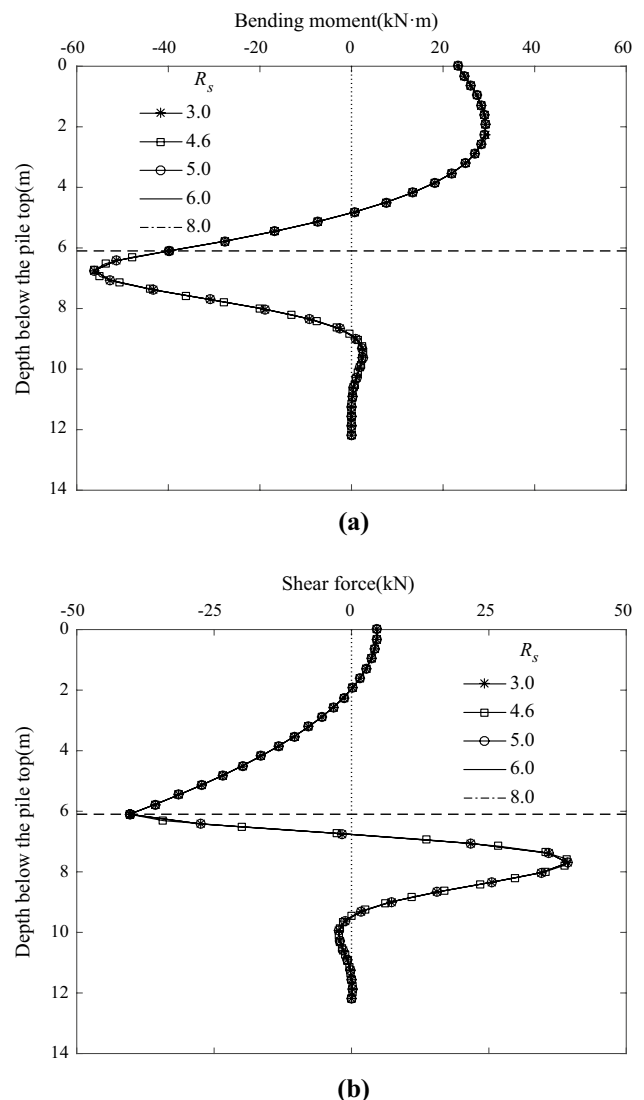 Bending moment(kN·m)
-60 -40 -20 0 20 40 60
0
2
4
6
8
10
12
14
Depth below the pile top(m)
Rs
3.0
4.6
5.0
6.0
8.0
(a)
Shear force(kN)
-50 -25 0 25 50
0
2
4
6
8
10
12
14
Depth below the pile top(m)
Rs
3.0
4.6
5.0
6.0
8.0
(b)